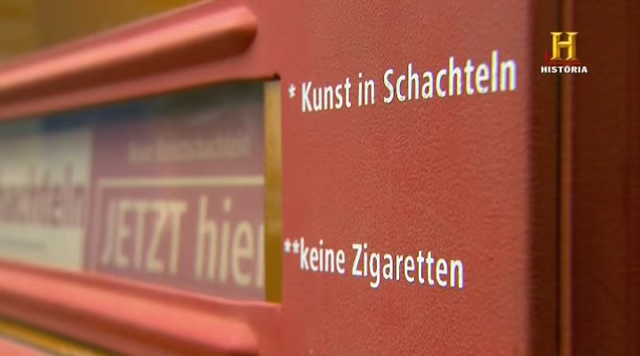 H
HISTORIA
* Kunst in Schachteln
**keine Zigaretten
JETZT hier